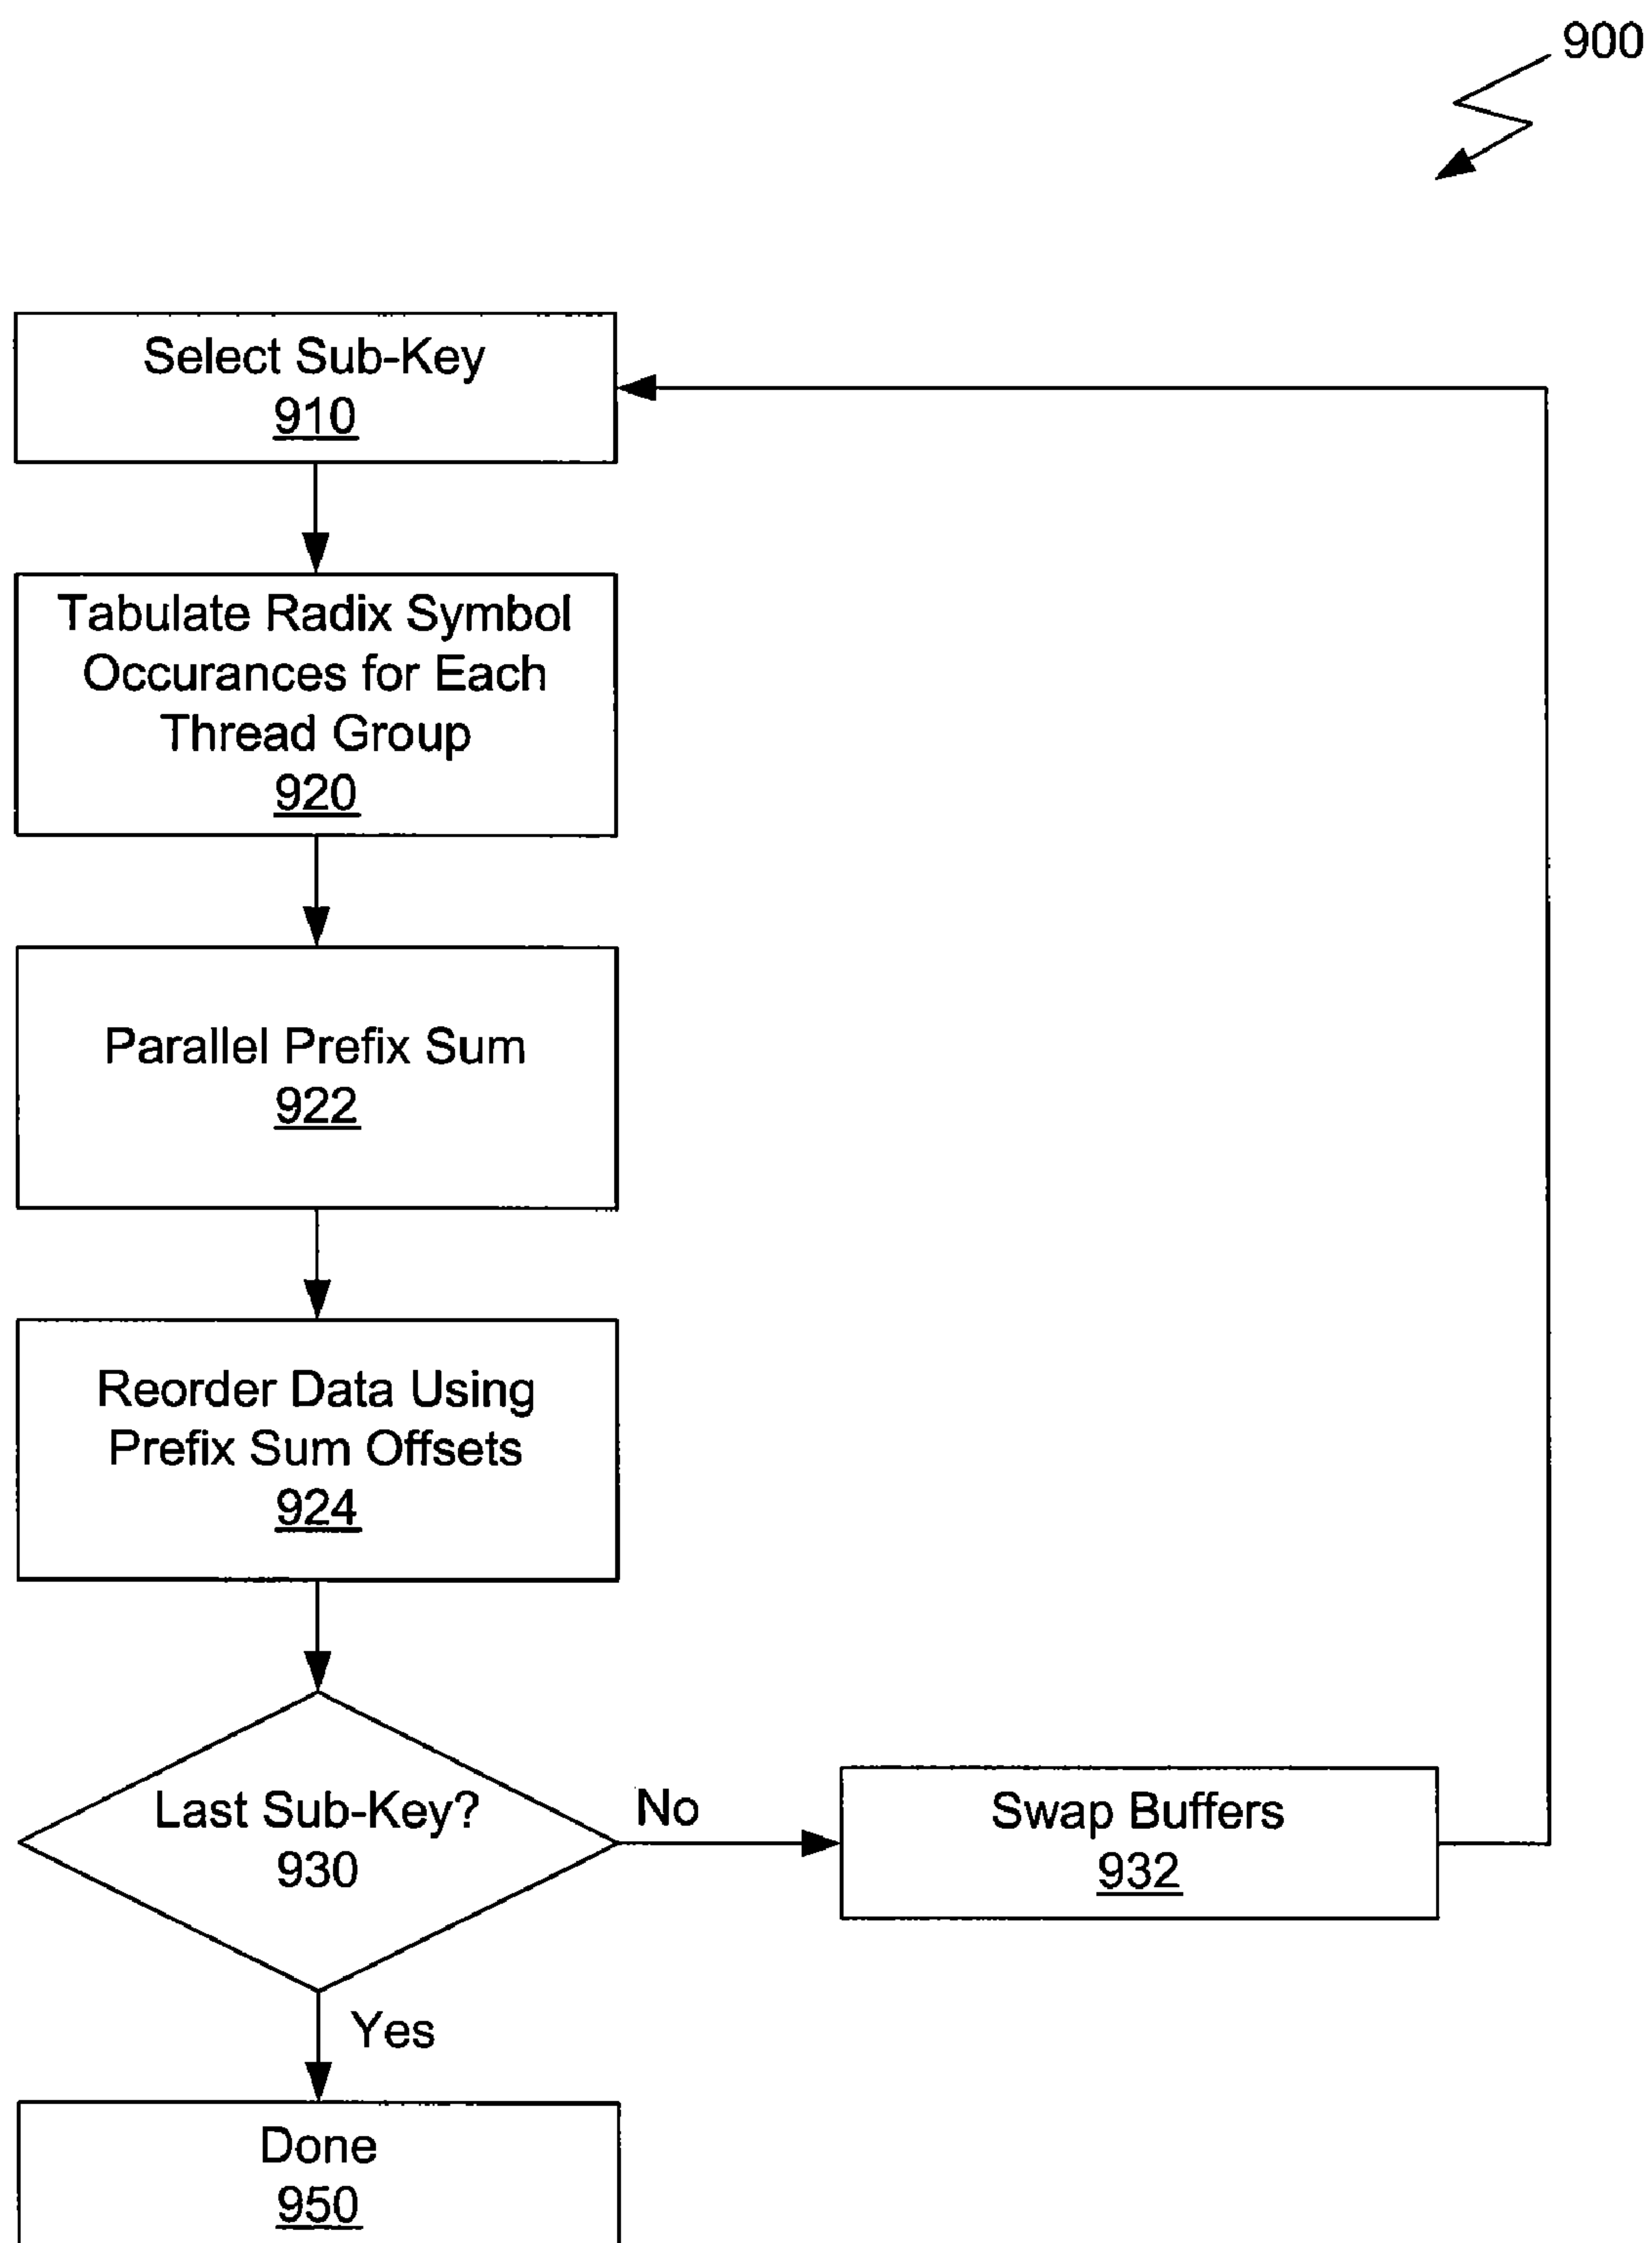 900
Select Sub-Key
910
Tabulate Radix Symbol
Occurances for Each
Thread Group
920
Parallel Prefix Sum
922
Reorder Data Using
Prefix Sum Offsets
924
Last Sub-Key?
930
No
Swap Buffers
932
Yes
Done
950